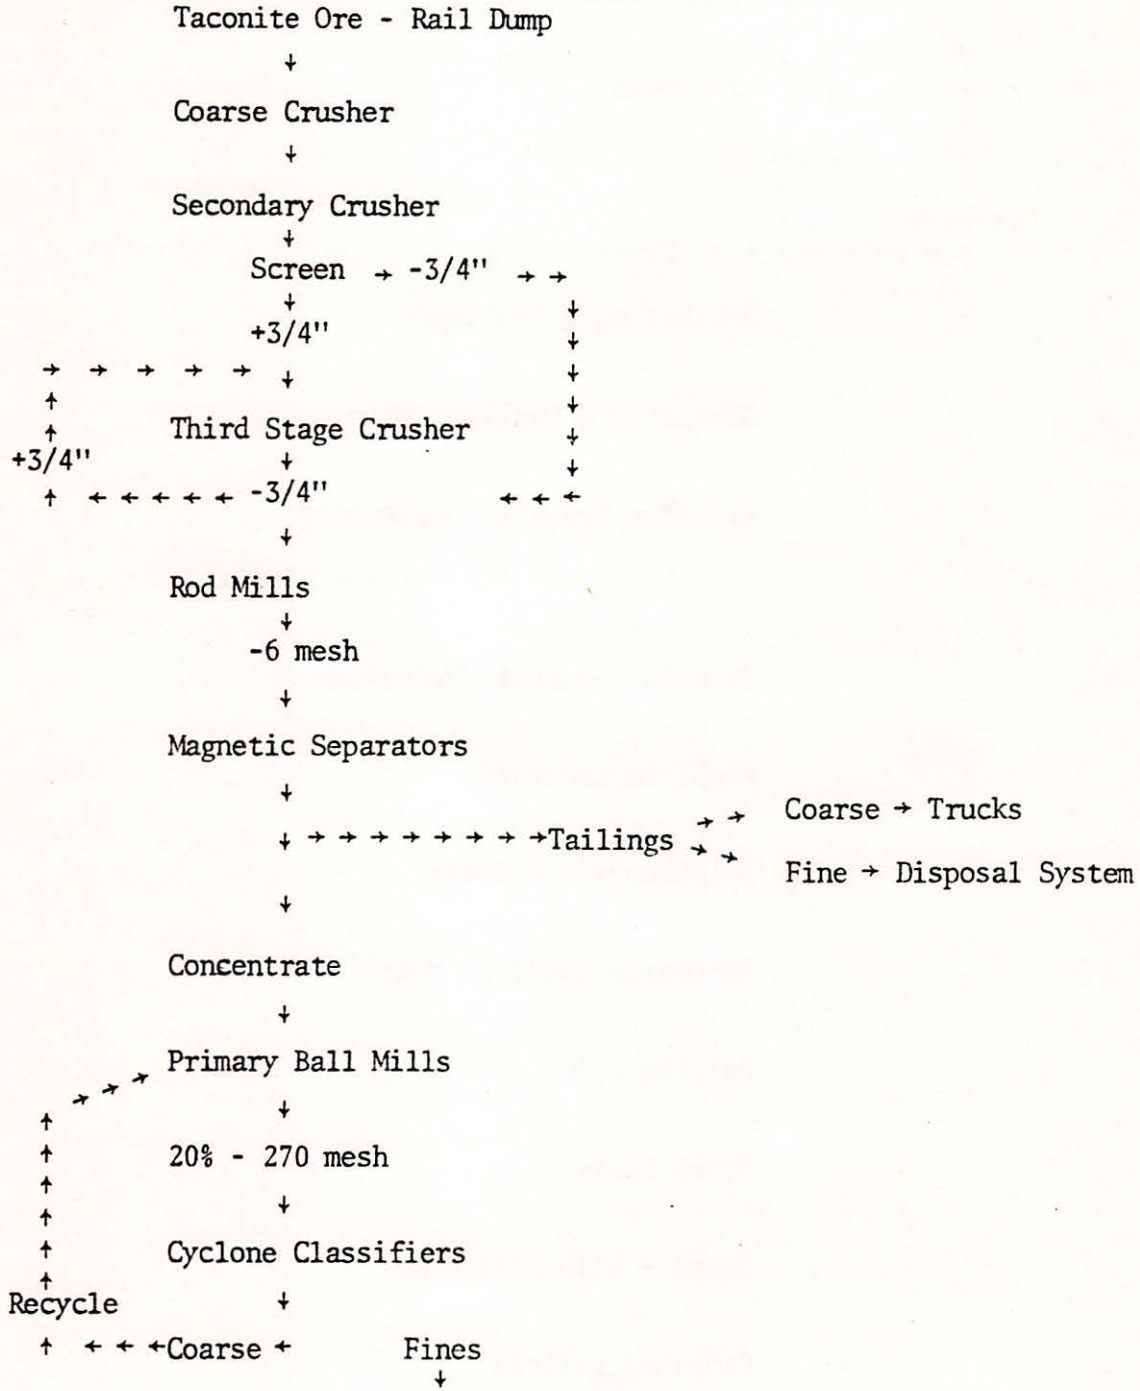 Taconite Ore - Rail Dump
↓
Coarse Crusher
↓
Secondary Crusher
↓
Screen → -3/4" → →
↓ ↓
+3/4" ↓
→ → → → → ↓ ↓
↑ ↓
↑ Third Stage Crusher ↓
+3/4" ↓ ↓
↑ ← ← ← ← ← -3/4" ← ← ←
↓
Rod Mills
↓
-6 mesh
↓
Magnetic Separators
↓
→ → Coarse → Trucks
↓ → → → → → → → →Tailings
→ → Fine → Disposal System
↓
Concentrate
↓
→ → → Primary Ball Mills
↑ ↓
↑ 20% - 270 mesh
↑
↑ ↓
↑ Cyclone Classifiers
↑
Recycle ↓
↑ ← ← ←Coarse ← Fines
↓